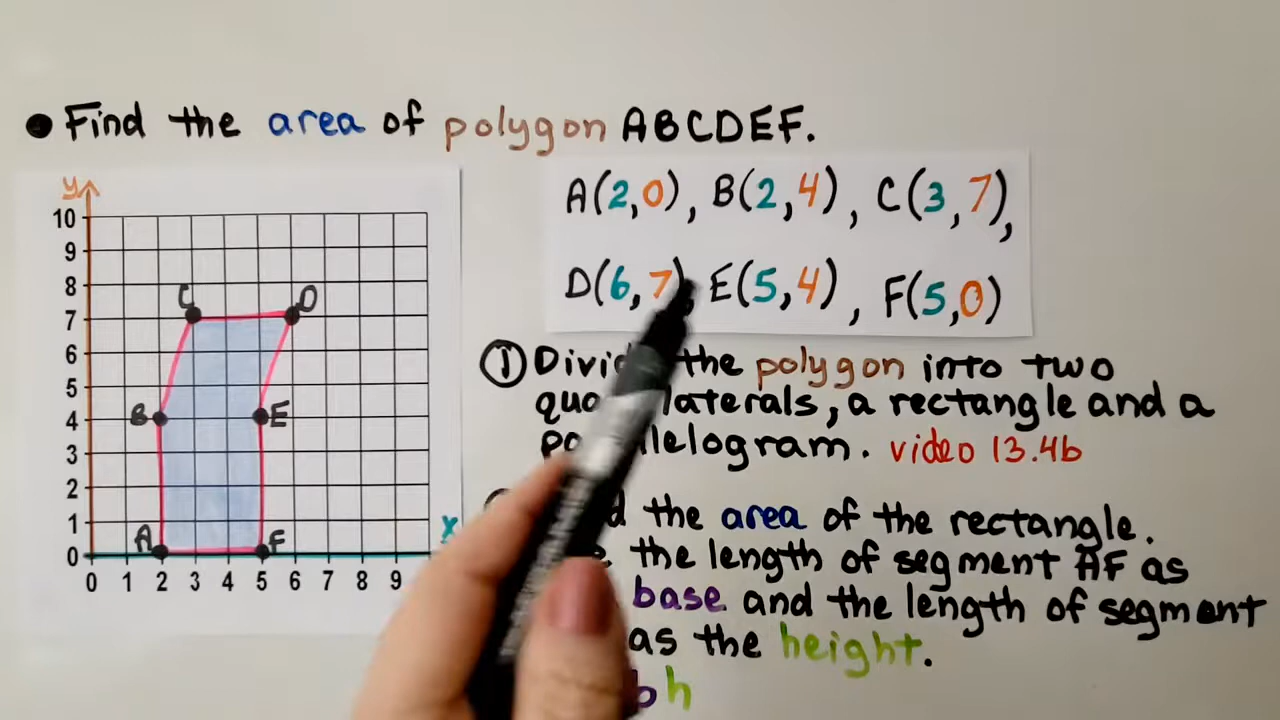 ● Find the area of polygon ABCDEF.
A(2,0), B(2,4), C(3,7),
D(6,7), E(5,4), F(5,0)
① the polygon into two
a rectangle and a
video 13.4b
the area of the rectangle.
the length of segment AF as
base and the length of segment
as the height.
bh
y
10
9
8
7
6
5
4
3
2
1
0
C D
B E
A F
x
0 1 2 3 4 5 6 7 8 9